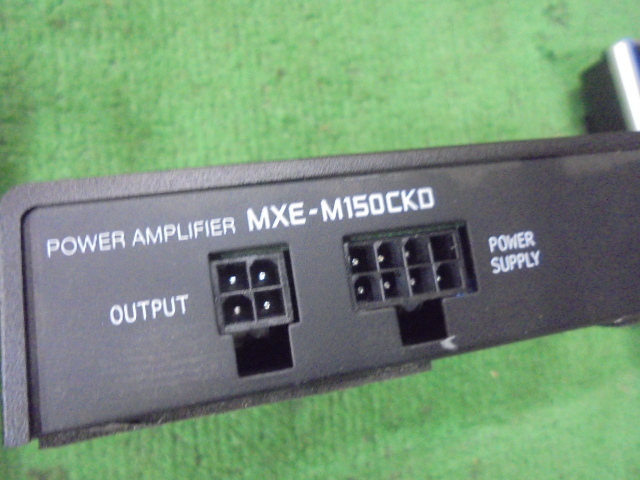 POWER AMPLIFIER MXE-M150CKD
OUTPUT
POWER
SUPPLY